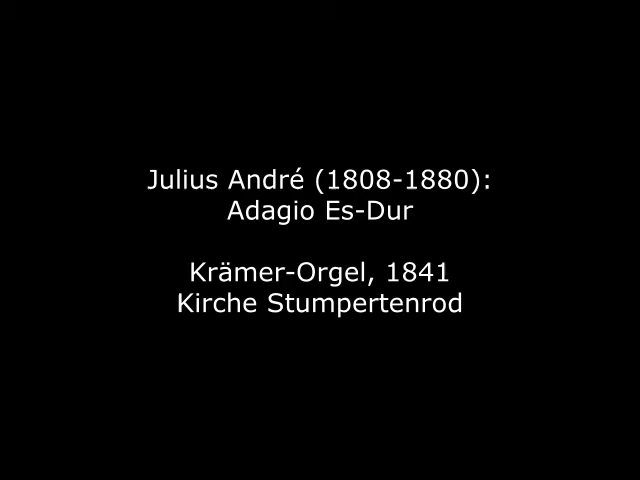 Julius André (1808-1880):
Adagio Es-Dur
Krämer-Orgel, 1841
Kirche Stumpertenrod